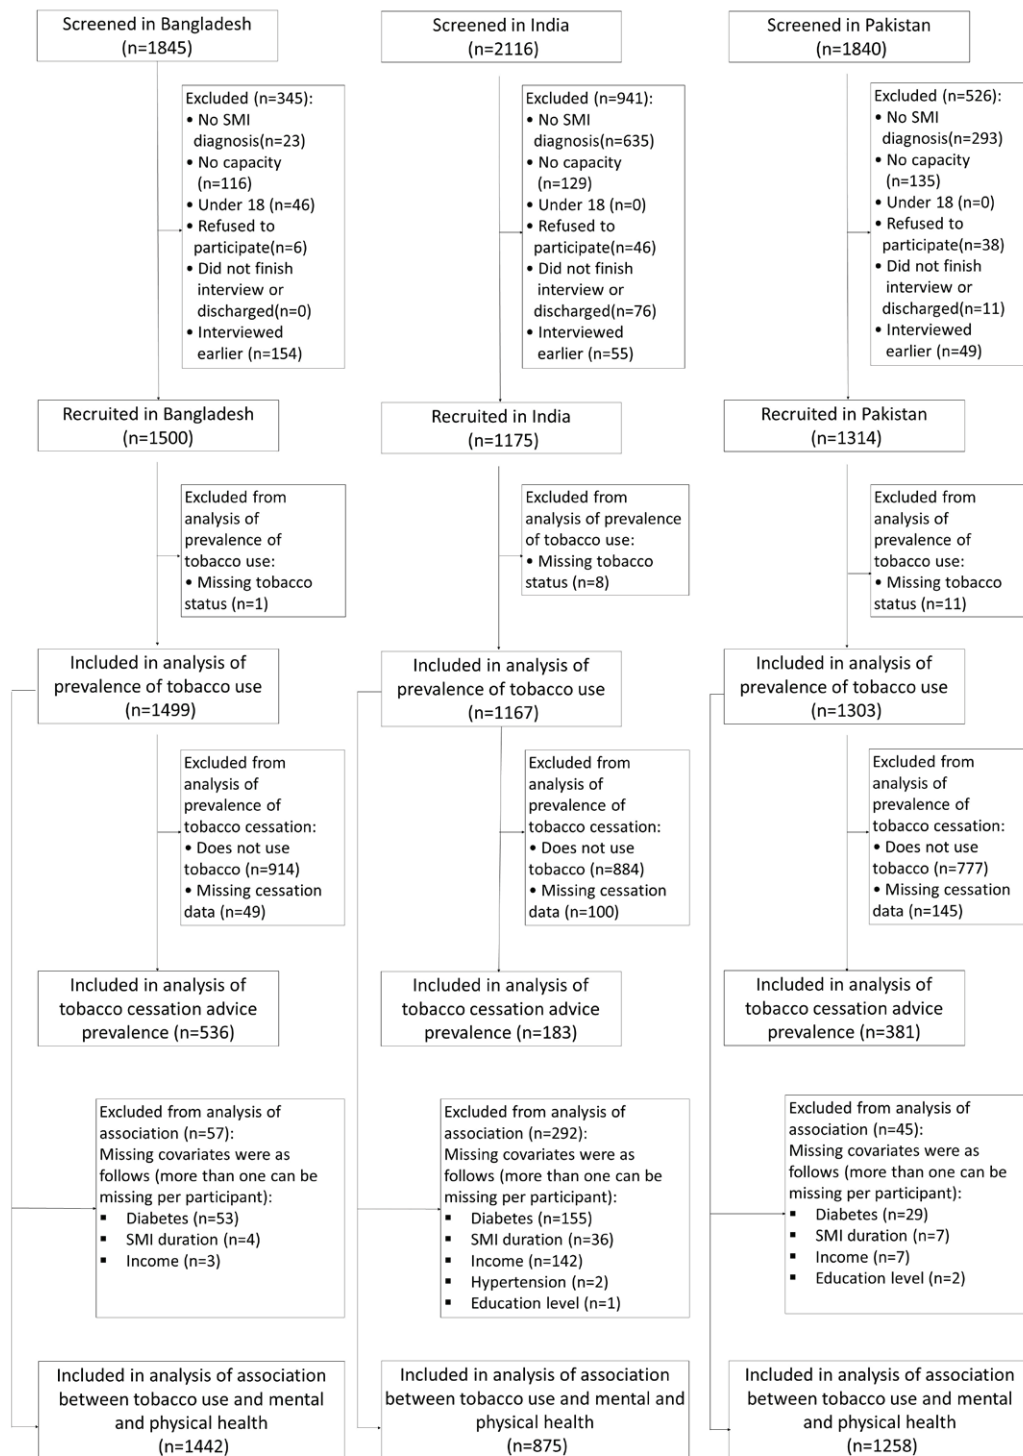 Screened in Bangladesh
(n=1845)
Excluded (n=345):
• No SMI
diagnosis(n=23)
• No capacity
(n=116)
• Under 18 (n=46)
• Refused to
participate(n=6)
• Did not finish
interview or
discharged(n=0)
• Interviewed
earlier (n=154)
Recruited in Bangladesh
(n=1500)
Excluded from
analysis of
prevalence of
tobacco use:
• Missing tobacco
status (n=1)
Included in analysis of
prevalence of tobacco use
(n=1499)
Excluded from
analysis of
prevalence of
tobacco cessation:
• Does not use
tobacco (n=914)
• Missing cessation
data (n=49)
Included in analysis of
tobacco cessation advice
prevalence (n=536)
Excluded from analysis of
association (n=57):
Missing covariates were as
follows (more than one can be
missing per participant):
▪ Diabetes (n=53)
▪ SMI duration (n=4)
▪ Income (n=3)
Included in analysis of association
between tobacco use and mental
and physical health
(n=1442)
Screened in India
(n=2116)
Excluded (n=941):
• No SMI
diagnosis(n=635)
• No capacity
(n=129)
• Under 18 (n=0)
• Refused to
participate(n=46)
• Did not finish
interview or
discharged(n=76)
• Interviewed
earlier (n=55)
Recruited in India
(n=1175)
Excluded from
analysis of prevalence
of tobacco use:
• Missing tobacco
status (n=8)
Included in analysis of
prevalence of tobacco use
(n=1167)
Excluded from
analysis of
prevalence of
tobacco cessation:
• Does not use
tobacco (n=884)
• Missing cessation
data (n=100)
Included in analysis of
tobacco cessation advice
prevalence (n=183)
Excluded from analysis of
association (n=292):
Missing covariates were as
follows (more than one can be
missing per participant):
▪ Diabetes (n=155)
▪ SMI duration (n=36)
▪ Income (n=142)
▪ Hypertension (n=2)
▪ Education level (n=1)
Included in analysis of association
between tobacco use and mental and
physical health
(n=875)
Screened in Pakistan
(n=1840)
Excluded (n=526):
• No SMI
diagnosis(n=293)
• No capacity
(n=135)
• Under 18 (n=0)
• Refused to
participate(n=38)
• Did not finish
interview or
discharged(n=11)
• Interviewed
earlier (n=49)
Recruited in Pakistan
(n=1314)
Excluded from
analysis of
prevalence of
tobacco use:
• Missing tobacco
status (n=11)
Included in analysis of
prevalence of tobacco use
(n=1303)
Excluded from
analysis of
prevalence of
tobacco cessation:
• Does not use
tobacco (n=777)
• Missing cessation
data (n=145)
Included in analysis of
tobacco cessation advice
prevalence (n=381)
Excluded from analysis of
association (n=45):
Missing covariates were as
follows (more than one can be
missing per participant):
▪ Diabetes (n=29)
▪ SMI duration (n=7)
▪ Income (n=7)
▪ Education level (n=2)
Included in analysis of association
between tobacco use and mental
and physical health
(n=1258)